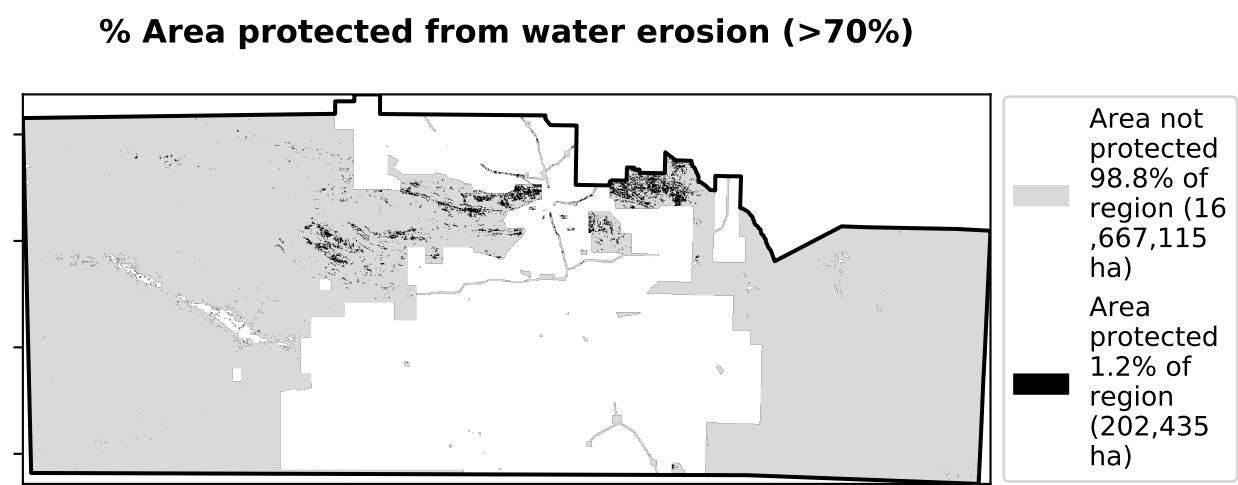 % Area protected from water erosion (>70%)
Area not
protected
98.8% of
region (16
,667,115
ha)
Area
protected
1.2% of
region
(202,435
ha)